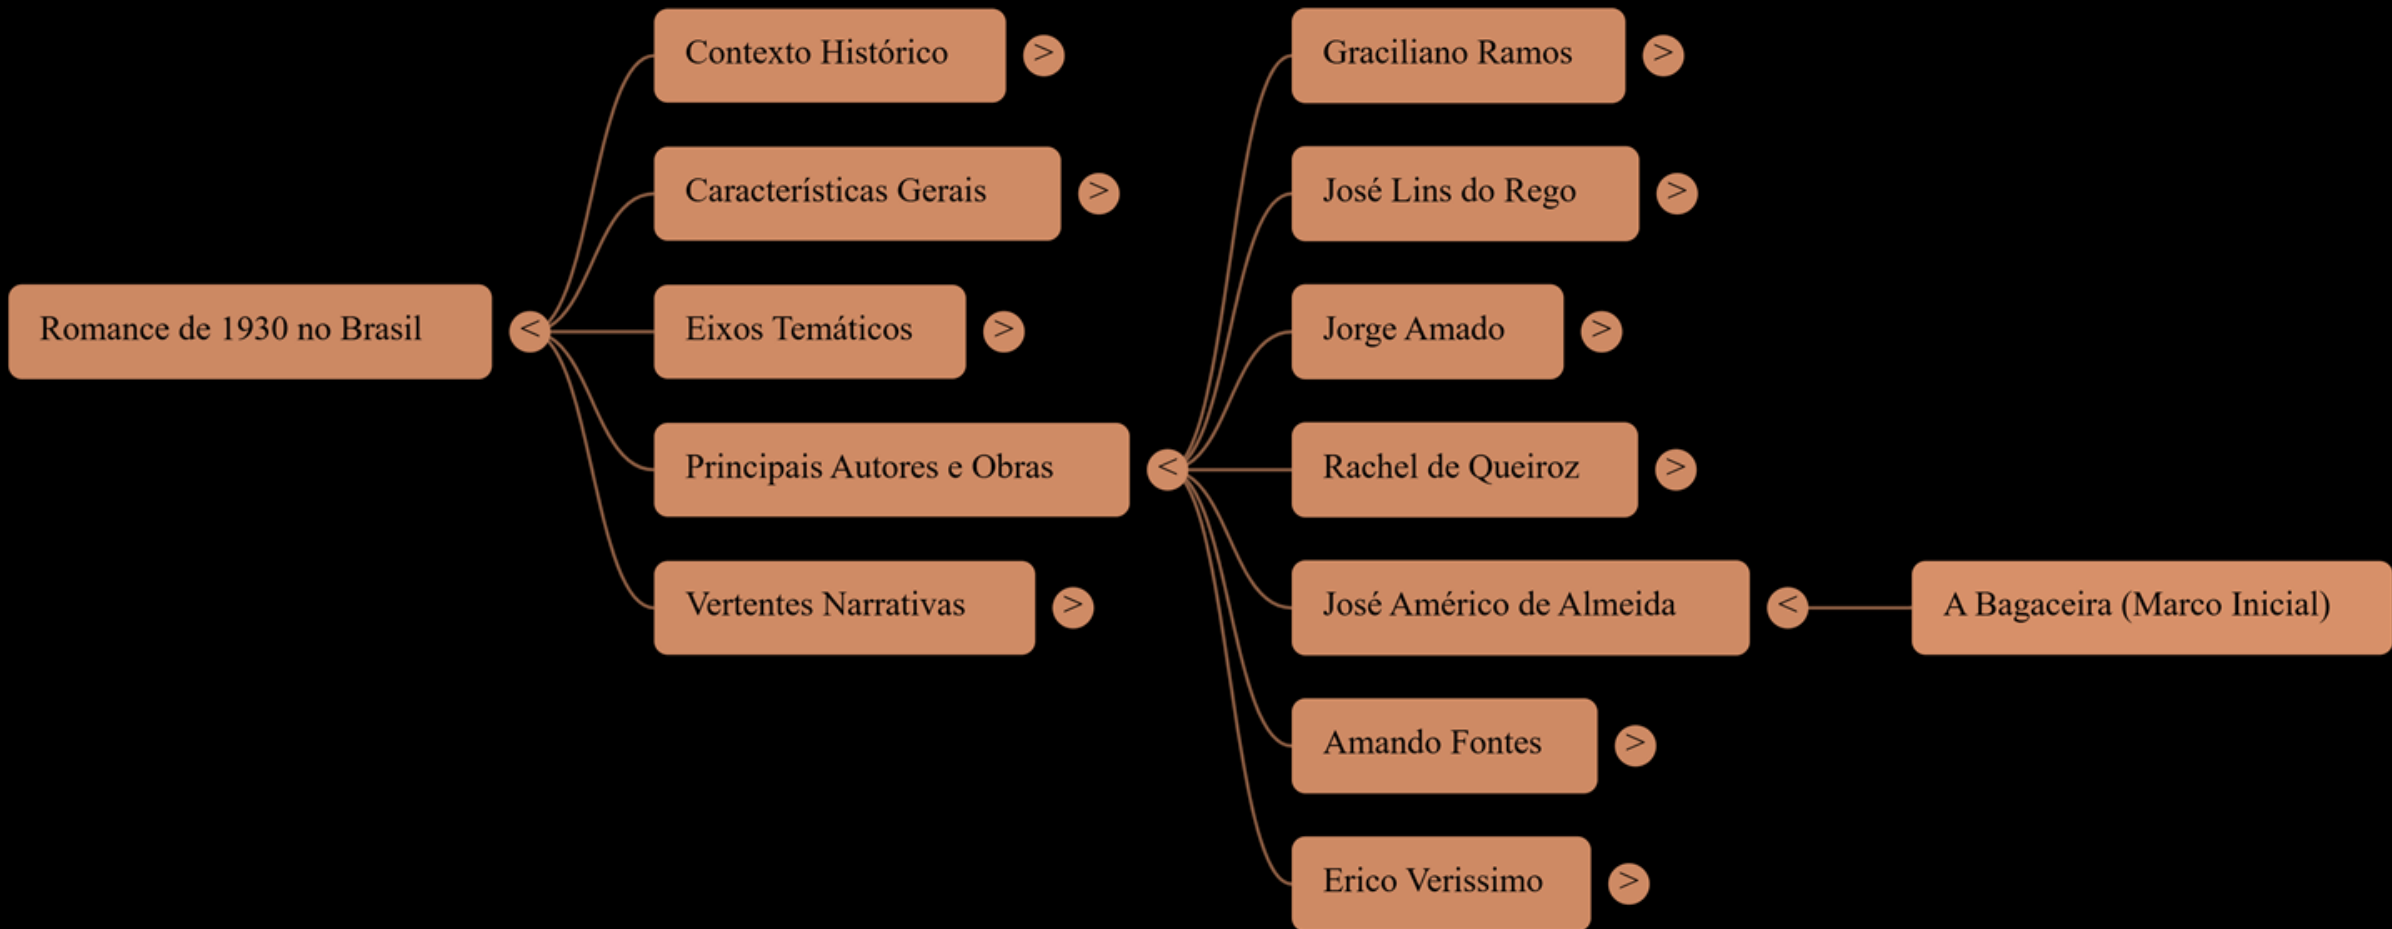 Romance de 1930 no Brasil
<
Contexto Histórico
>
Características Gerais
>
Eixos Temáticos
>
Principais Autores e Obras
<
Vertentes Narrativas
>
Graciliano Ramos
>
José Lins do Rego
>
Jorge Amado
>
Rachel de Queiroz
>
José Américo de Almeida
<
A Bagaceira (Marco Inicial)
Amando Fontes
>
Erico Verissimo
>